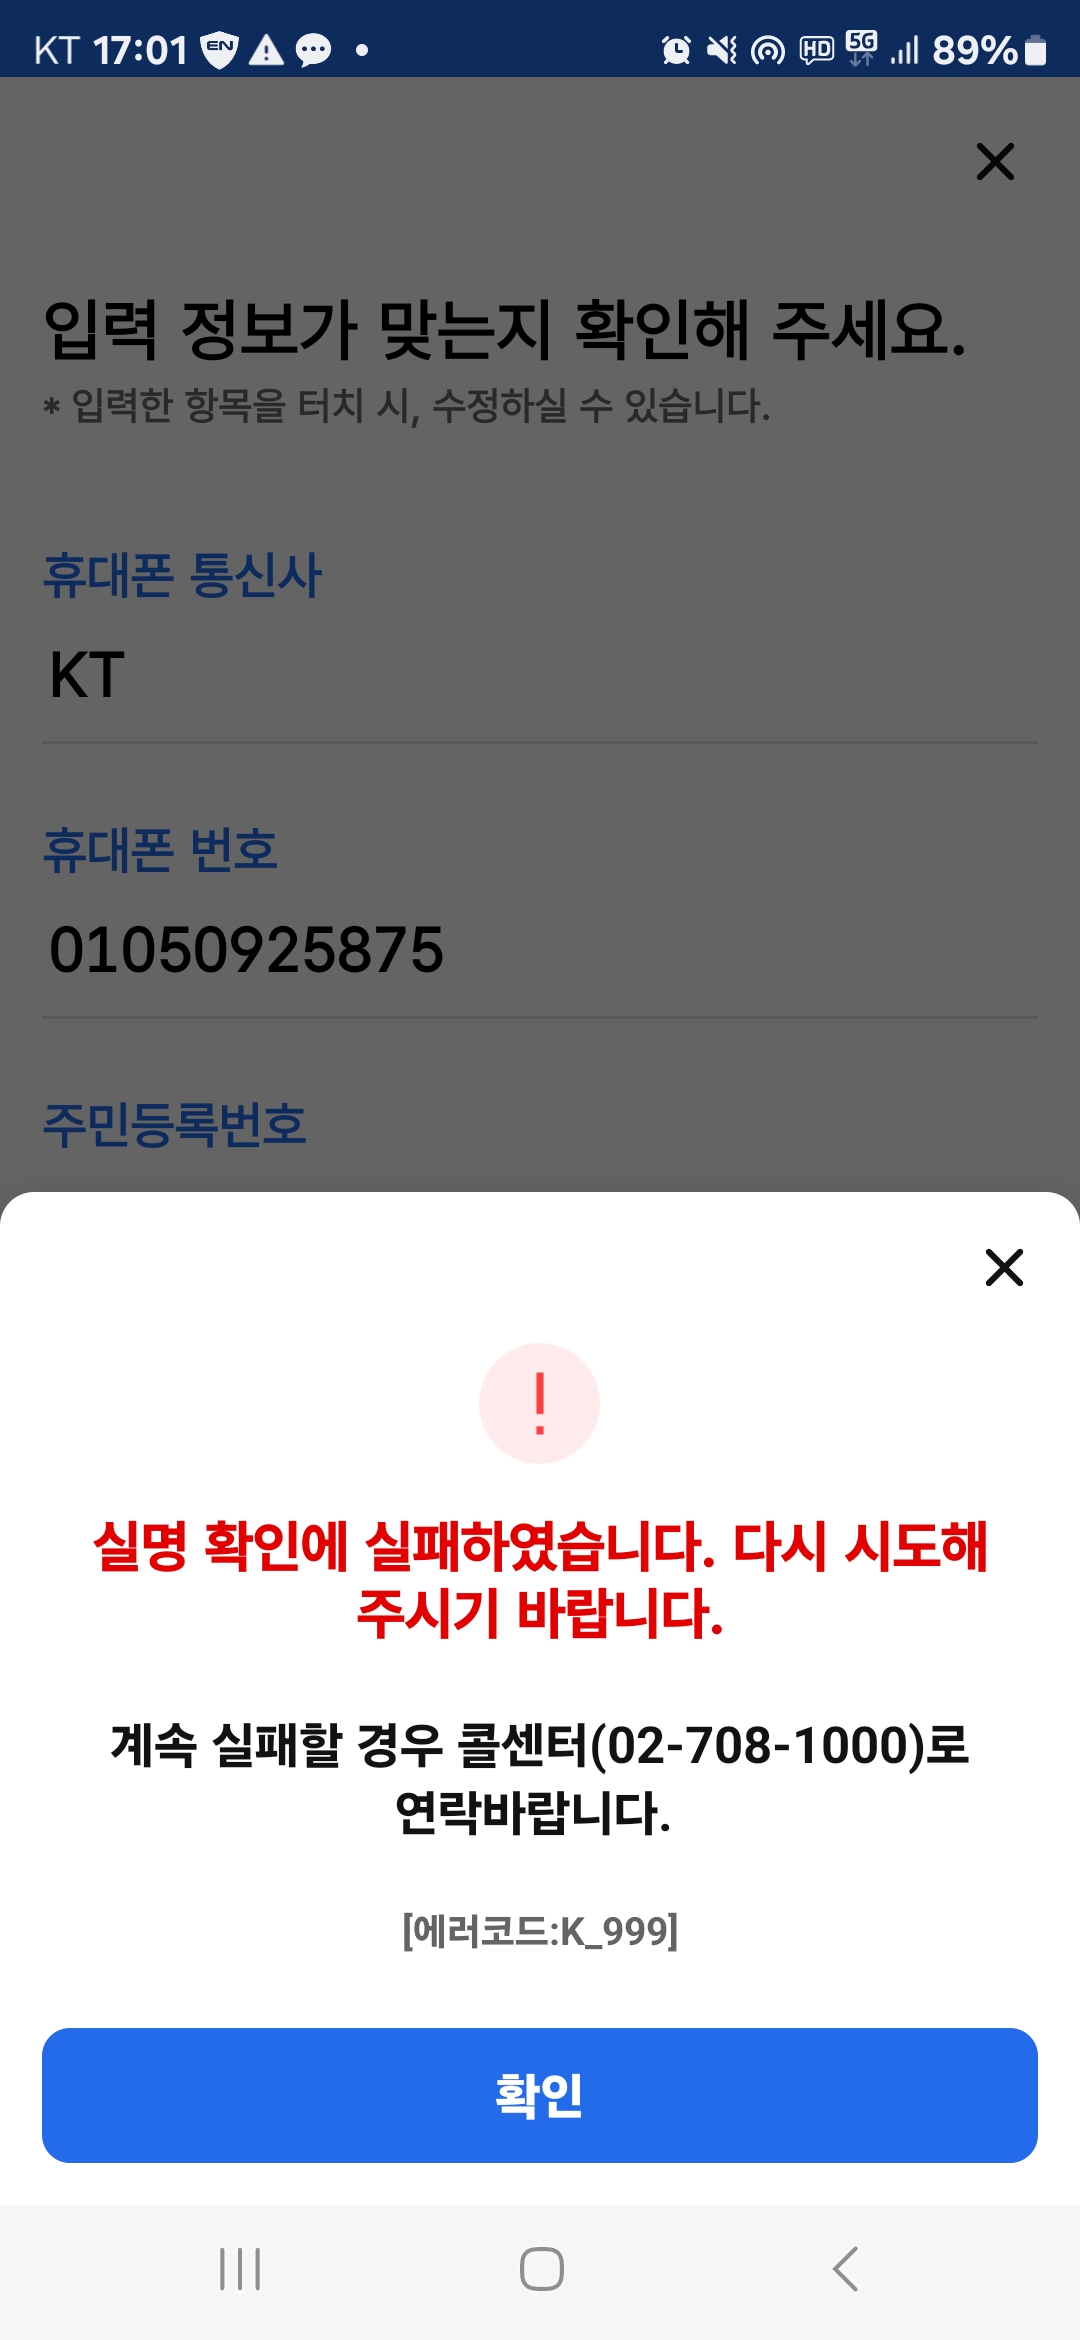 KT 17:01 EN HD 5G 89%
입력 정보가 맞는지 확인해 주세요.
* 입력한 항목을 터치 시, 수정하실 수 있습니다.
휴대폰 통신사
KT
휴대폰 번호
01050925875
주민등록번호
실명 확인에 실패하였습니다. 다시 시도해
주시기 바랍니다.
계속 실패할 경우 콜센터(02-708-1000)로
연락바랍니다.
[에러코드:K_999]
확인